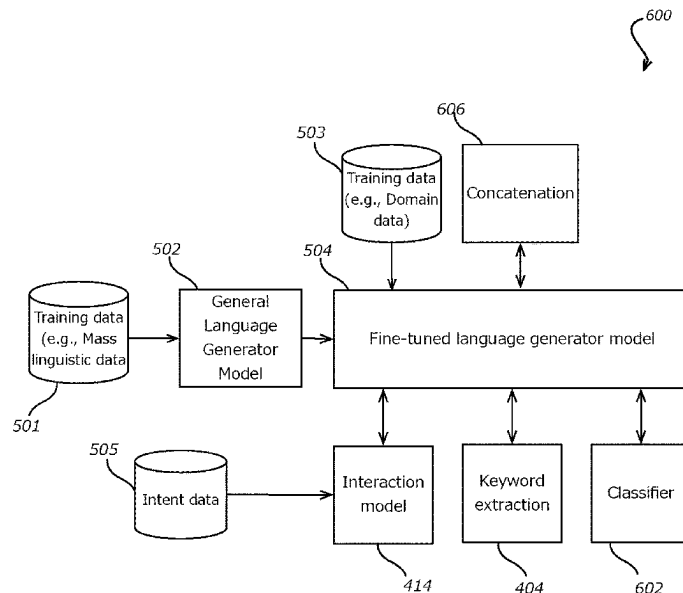 600
503
606
Training data
(e.g., Domain
data)
Concatenation
502
504
Training data
(e.g., Mass
linguistic data
General
Language
Generator
Model
Fine-tuned language generator model
501
505
Intent data
Interaction
model
Keyword
extraction
Classifier
414
404
602